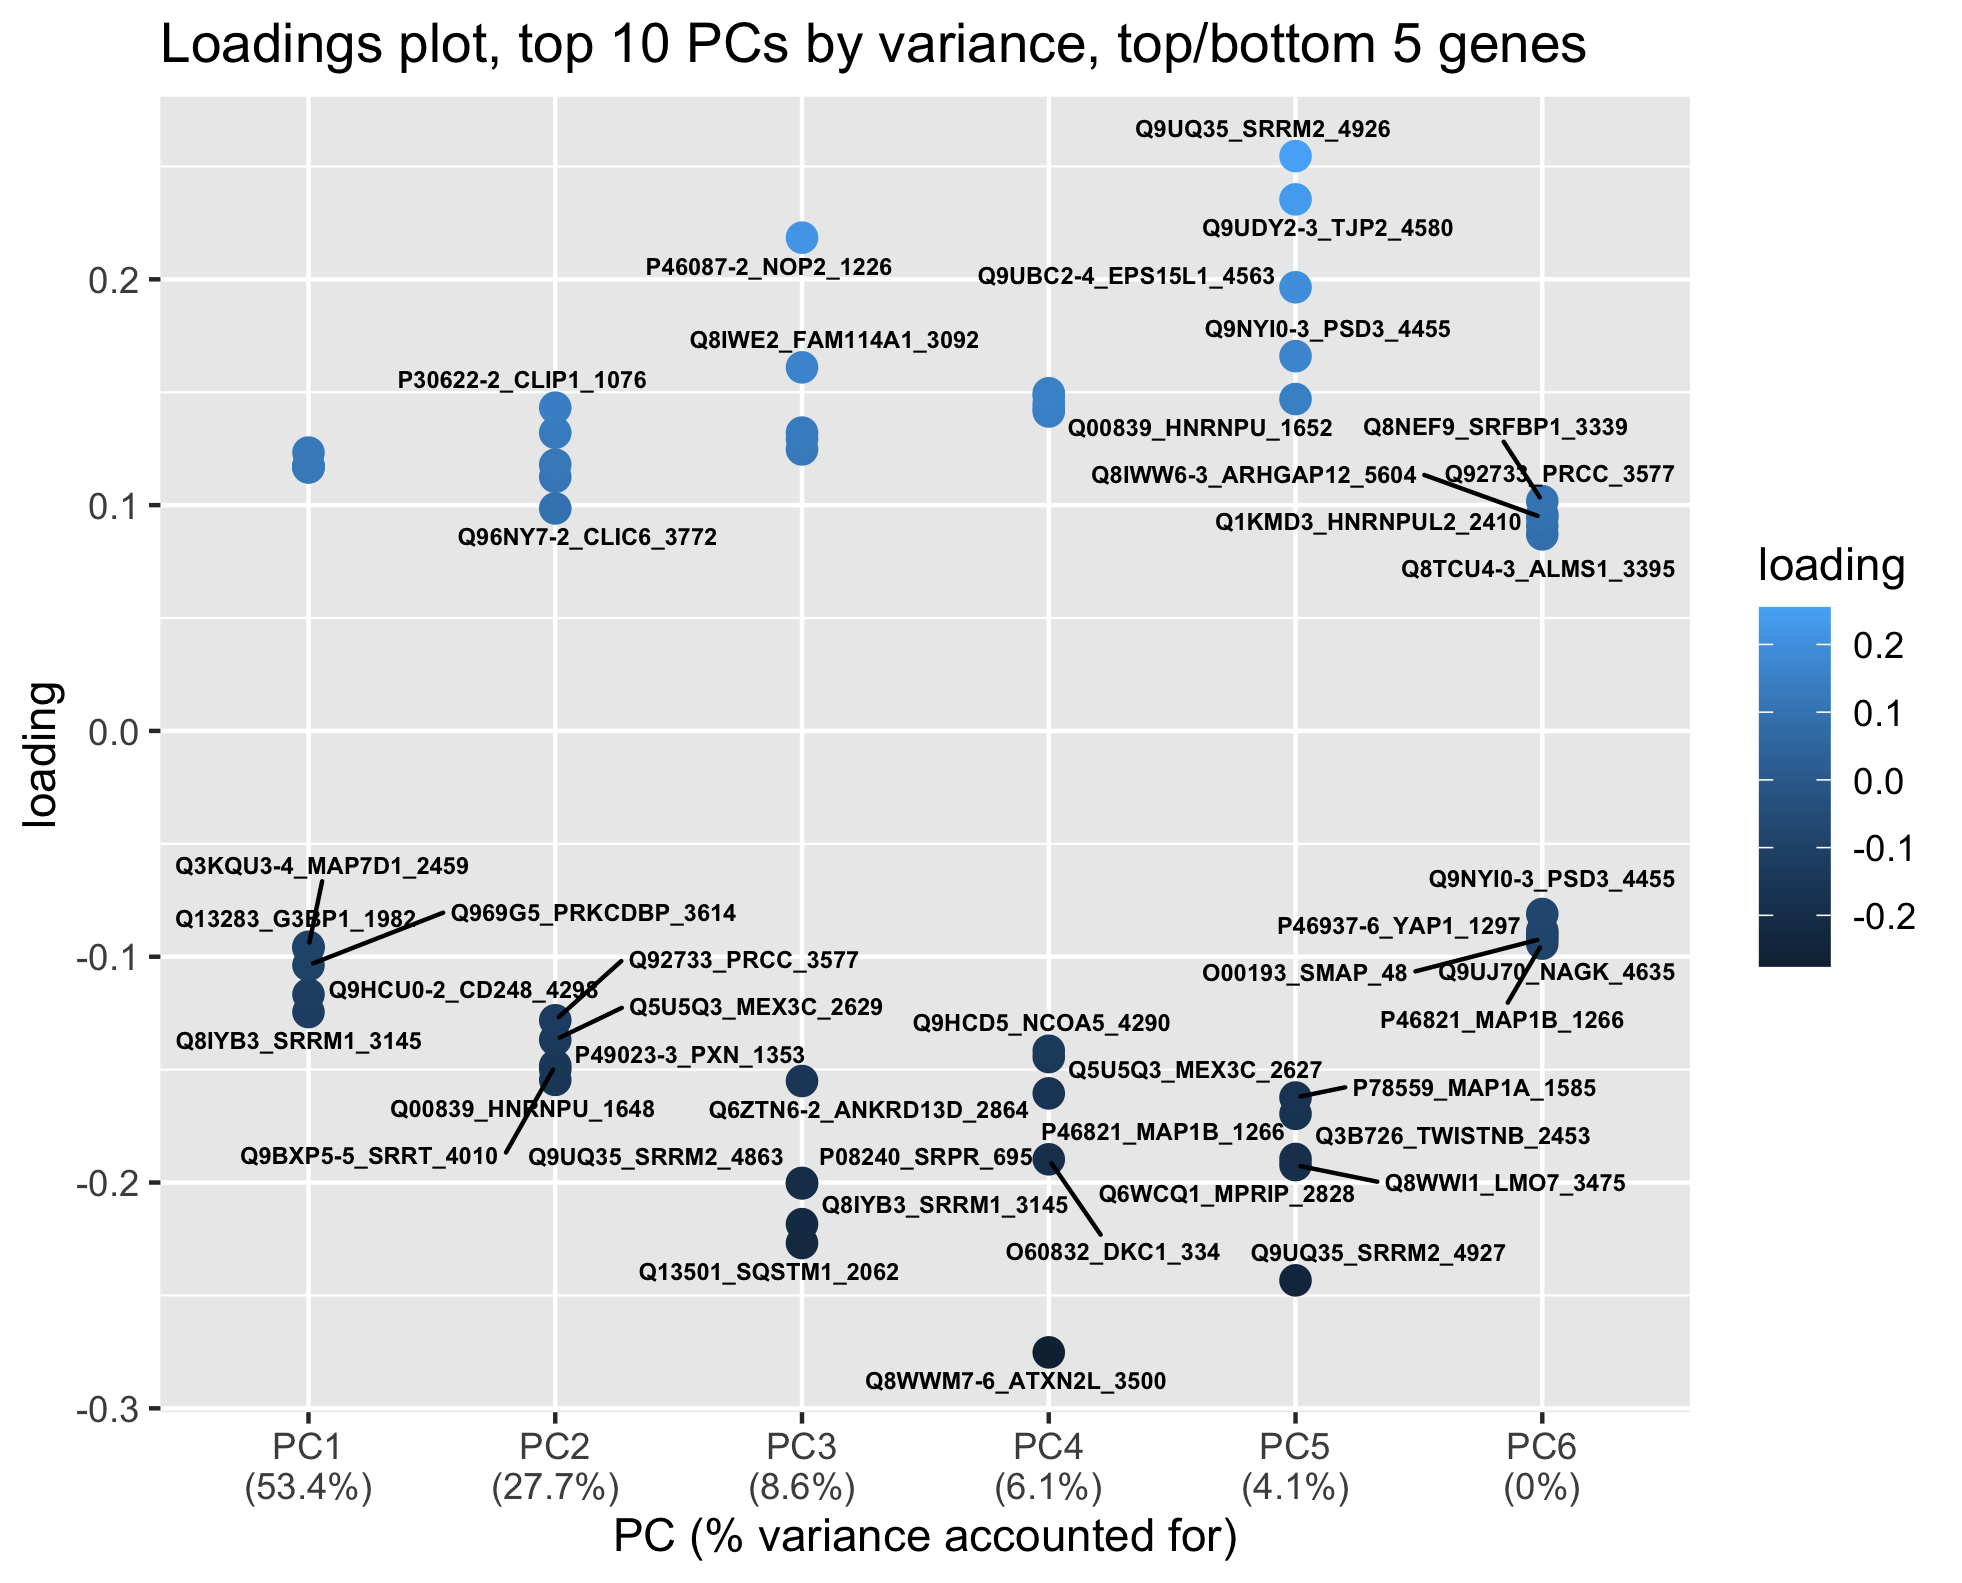 Loadings plot, top 10 PCs by variance, top/bottom 5 genes
Q9UQ35_SRRM2_4926
Q9UDY2-3_TJP2_4580
P46087-2_NOP2_1226
Q9UBC2-4_EPS15L1_4563
Q9NYI0-3_PSD3_4455
Q8IWE2_FAM114A1_3092
P30622-2_CLIP1_1076
Q00839_HNRNPU_1652
Q8NEF9_SRFBP1_3339
Q8IWW6-3_ARHGAP12_5604
Q92733_PRCC_3577
Q1KMD3_HNRNPUL2_2410
Q96NY7-2_CLIC6_3772
Q8TCU4-3_ALMS1_3395
Q3KQU3-4_MAP7D1_2459
Q13283_G3BP1_1982
Q969G5_PRKCDBP_3614
Q9HCU0-2_CD248_4298
Q8IYB3_SRRM1_3145
Q92733_PRCC_3577
Q5U5Q3_MEX3C_2629
P49023-3_PXN_1353
Q00839_HNRNPU_1648
Q9BXP5-5_SRRT_4010
Q6ZTN6-2_ANKRD13D_2864
Q9UQ35_SRRM2_4863
Q8IYB3_SRRM1_3145
Q13501_SQSTM1_2062
Q9HCD5_NCOA5_4290
Q5U5Q3_MEX3C_2627
P08240_SRPR_695
O60832_DKC1_334
Q8WWM7-6_ATXN2L_3500
P78559_MAP1A_1585
P46821_MAP1B_1266
Q3B726_TWISTNB_2453
Q8WWI1_LMO7_3475
Q6WCQ1_MPRIP_2828
Q9UQ35_SRRM2_4927
Q9NYI0-3_PSD3_4455
P46937-6_YAP1_1297
O00193_SMAP_48
Q9UJ70_NAGK_4635
P46821_MAP1B_1266
0.2
0.1
0.0
-0.1
-0.2
-0.3
loading
PC1
(53.4%)
PC2
(27.7%)
PC3
(8.6%)
PC4
(6.1%)
PC5
(4.1%)
PC6
(0%)
PC (% variance accounted for)
loading
0.2
0.1
0.0
-0.1
-0.2